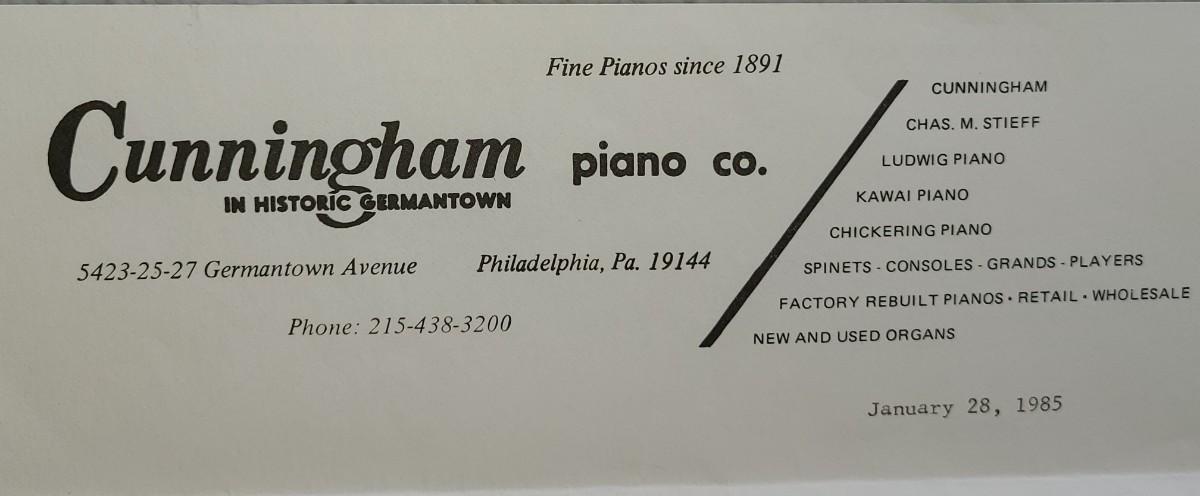 Fine Pianos since 1891
Cunningham piano co.
IN HISTORIC GERMANTOWN
5423-25-27 Germantown Avenue Philadelphia, Pa. 19144
Phone: 215-438-3200
CUNNINGHAM
CHAS. M. STIEFF
LUDWIG PIANO
KAWAI PIANO
CHICKERING PIANO
SPINETS - CONSOLES - GRANDS - PLAYERS
FACTORY REBUILT PIANOS • RETAIL • WHOLESALE
NEW AND USED ORGANS
January 28, 1985